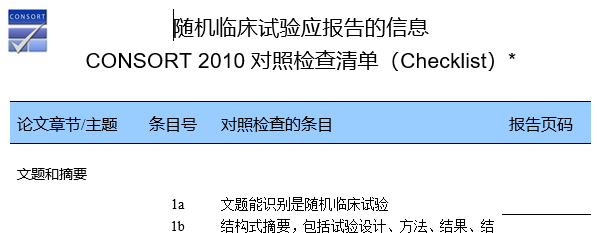 CONSORT
随机临床试验应报告的信息
CONSORT 2010 对照检查清单（Checklist）*
论文章节/主题 条目号 对照检查的条目 报告页码
文题和摘要
1a 文题能识别是随机临床试验
1b 结构式摘要，包括试验设计、方法、结果、结